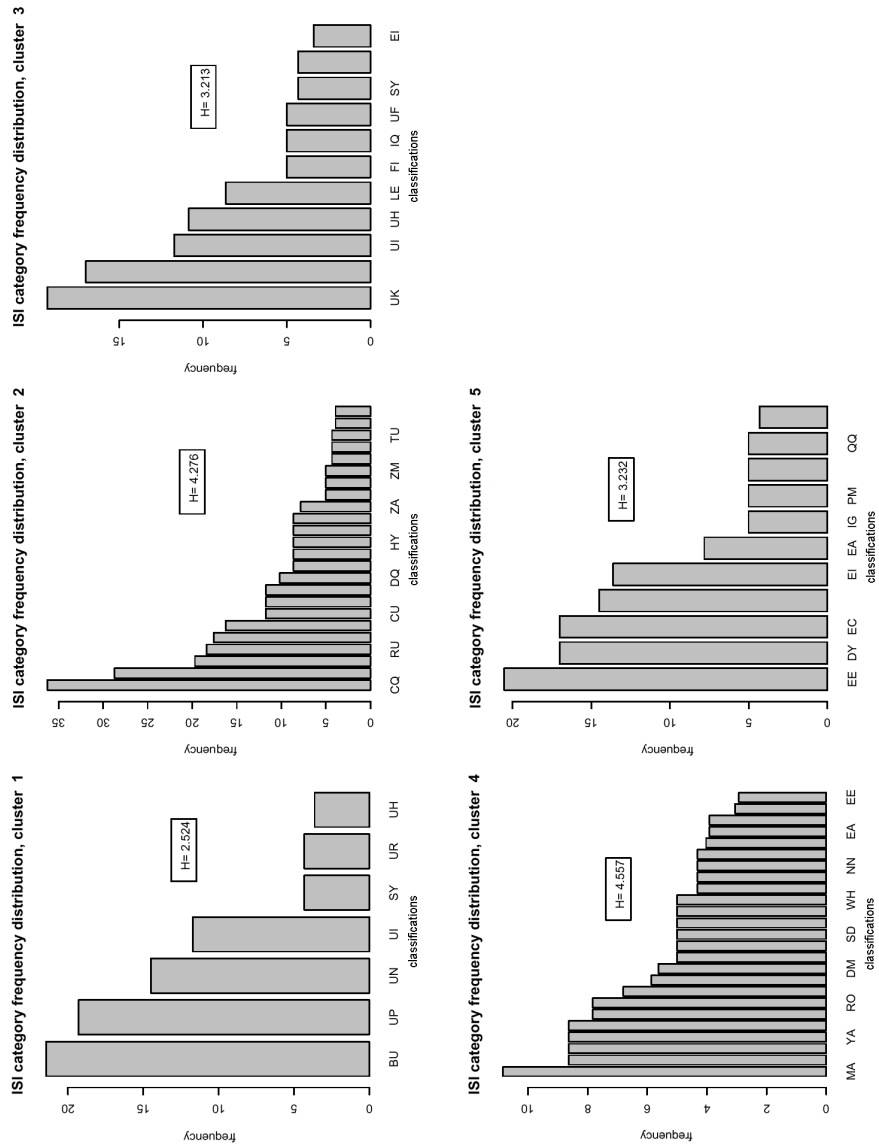 ISI category frequency distribution, cluster 1
H= 2.524
frequency
0 5 10 15 20
BU UP UN UI SY UR UH
classifications
ISI category frequency distribution, cluster 2
H= 4.276
frequency
0 5 10 15 20 25 30 35
CQ RU CU DQ HY ZA ZM TU
classifications
ISI category frequency distribution, cluster 3
H= 3.213
frequency
0 5 10 15
UK UI UH LE FI IQ UF SY EI
classifications
ISI category frequency distribution, cluster 4
H= 4.557
frequency
0 2 4 6 8 10
MA YA RO DM SD WH NN EA EE
classifications
ISI category frequency distribution, cluster 5
H= 3.232
frequency
0 5 10 15 20
EE DY EC EI EA IG PM QQ
classifications